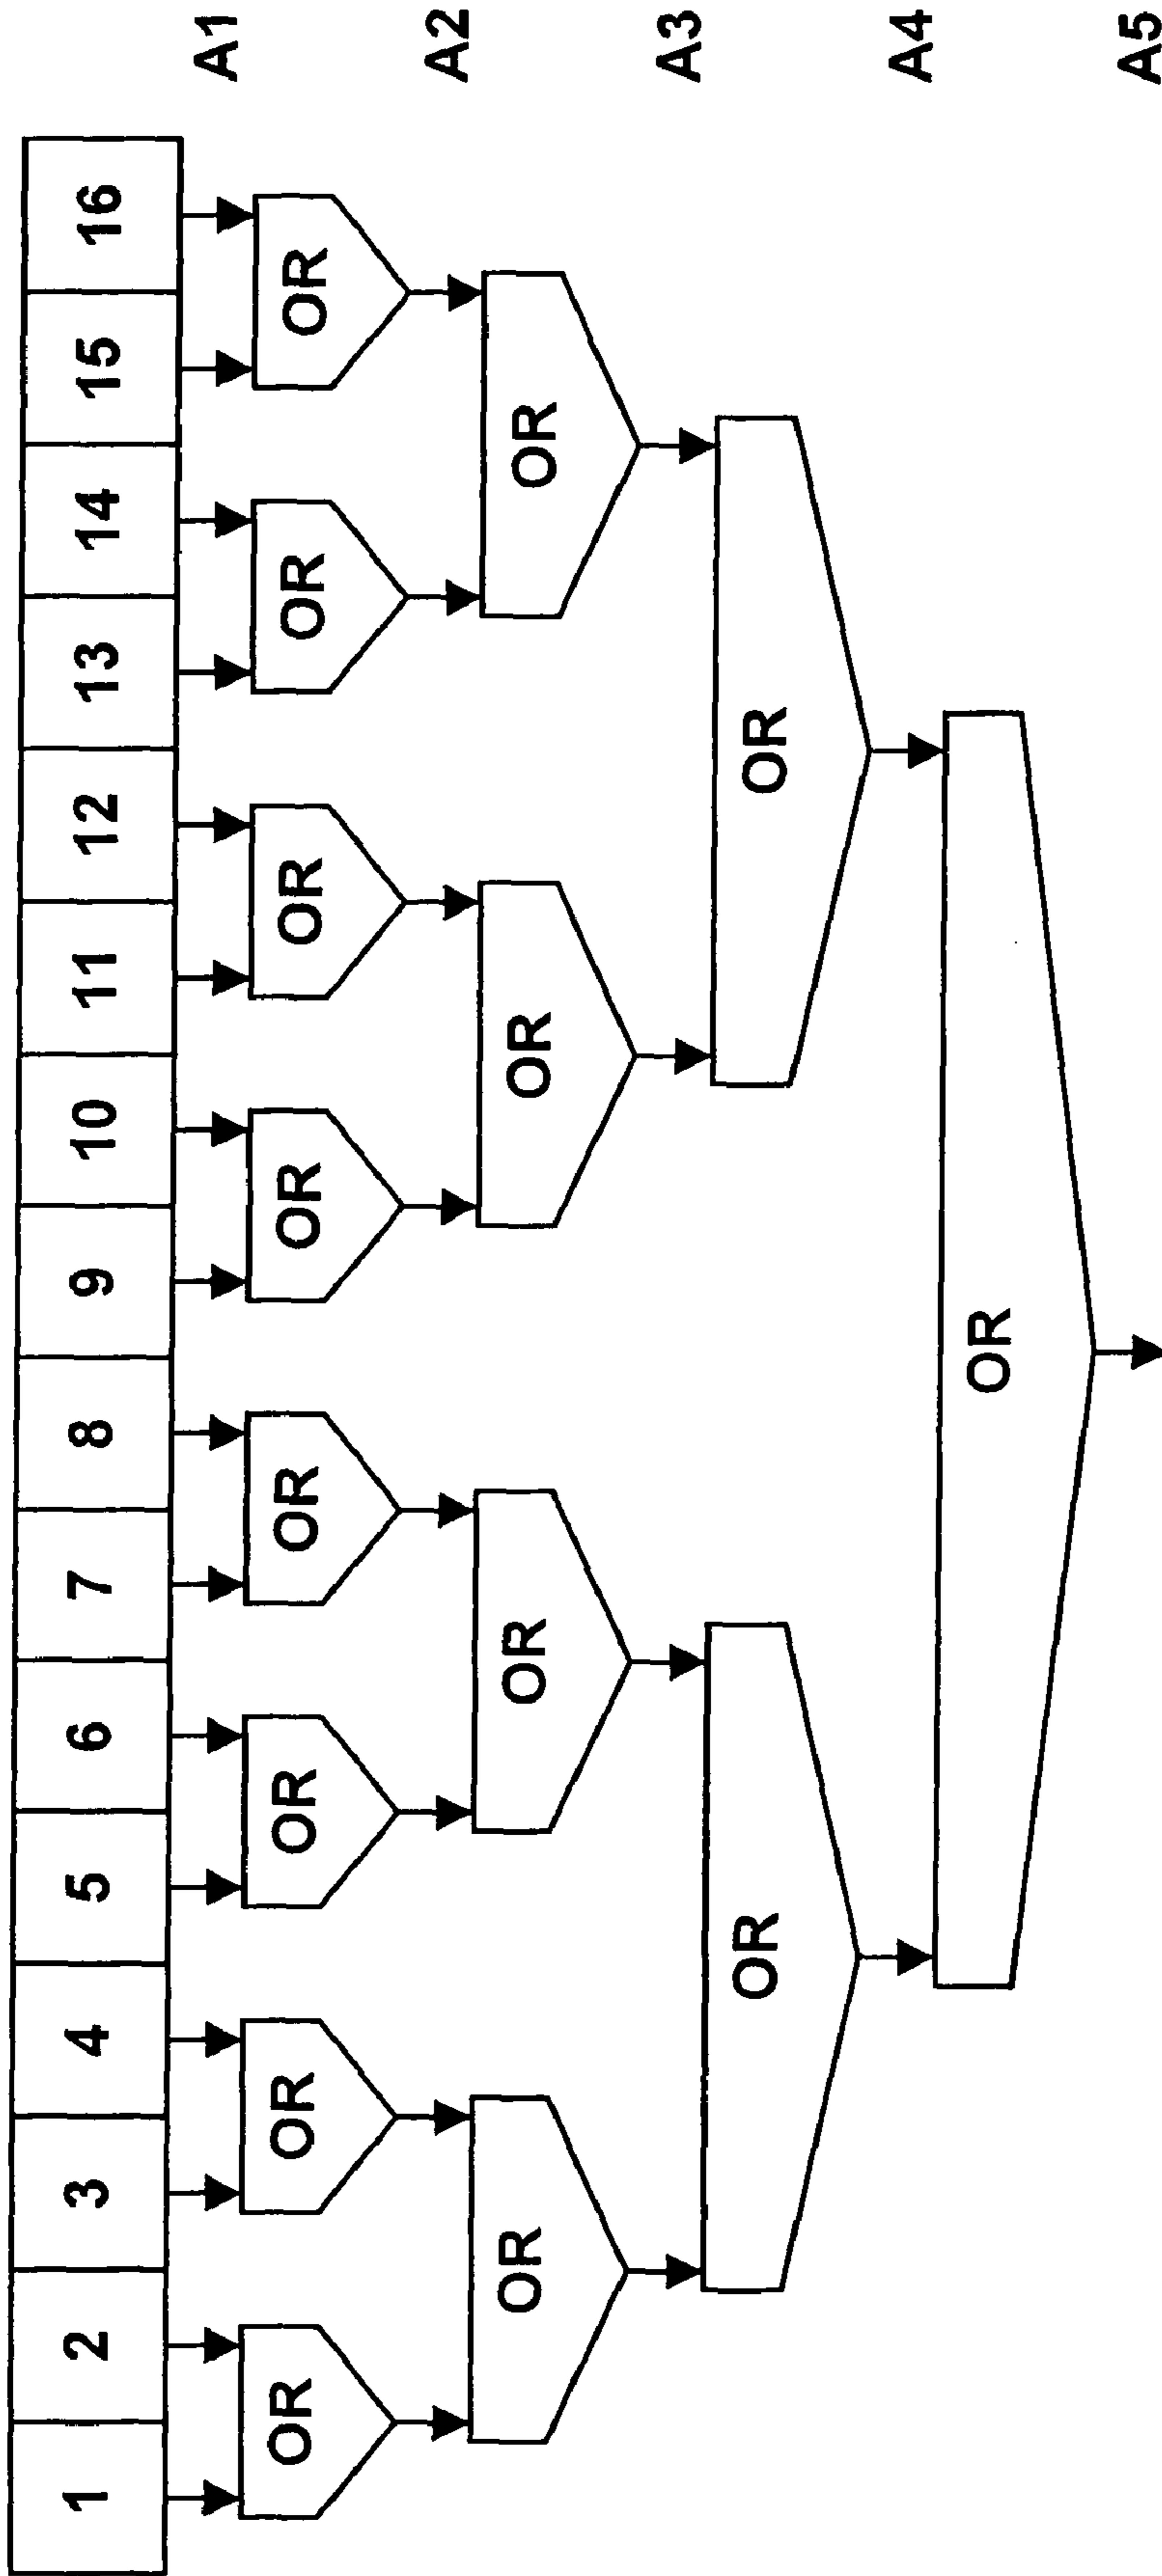 1 2 3 4 5 6 7 8 9 10 11 12 13 14 15 16
A1
OR OR OR OR OR OR OR OR
A2
OR OR OR OR
A3
OR OR
A4
OR
A5